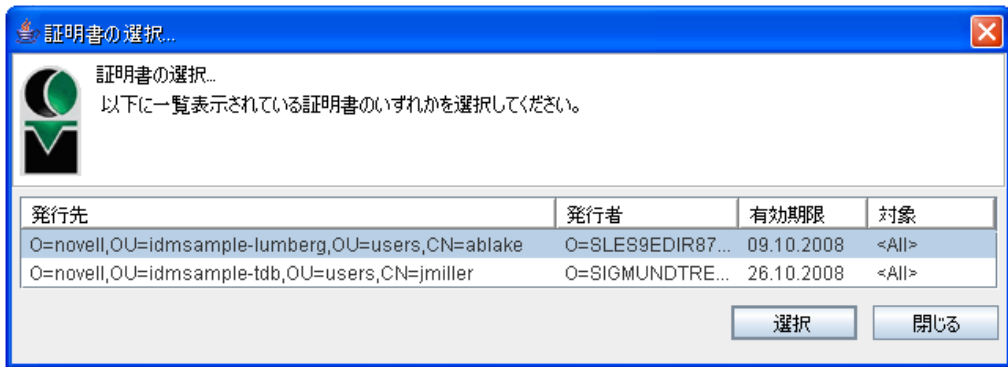 証明書の選択...
証明書の選択...
以下に一覧表示されている証明書のいずれかを選択してください。
発行先 発行者 有効期限 対象
O=novell,OU=idmsample-lumberg,OU=users,CN=ablake O=SLES9EDIR87... 09.10.2008 <All>
O=novell,OU=idmsample-tdb,OU=users,CN=jmiller O=SIGMUNDTRE... 26.10.2008 <All>
選択 閉じる